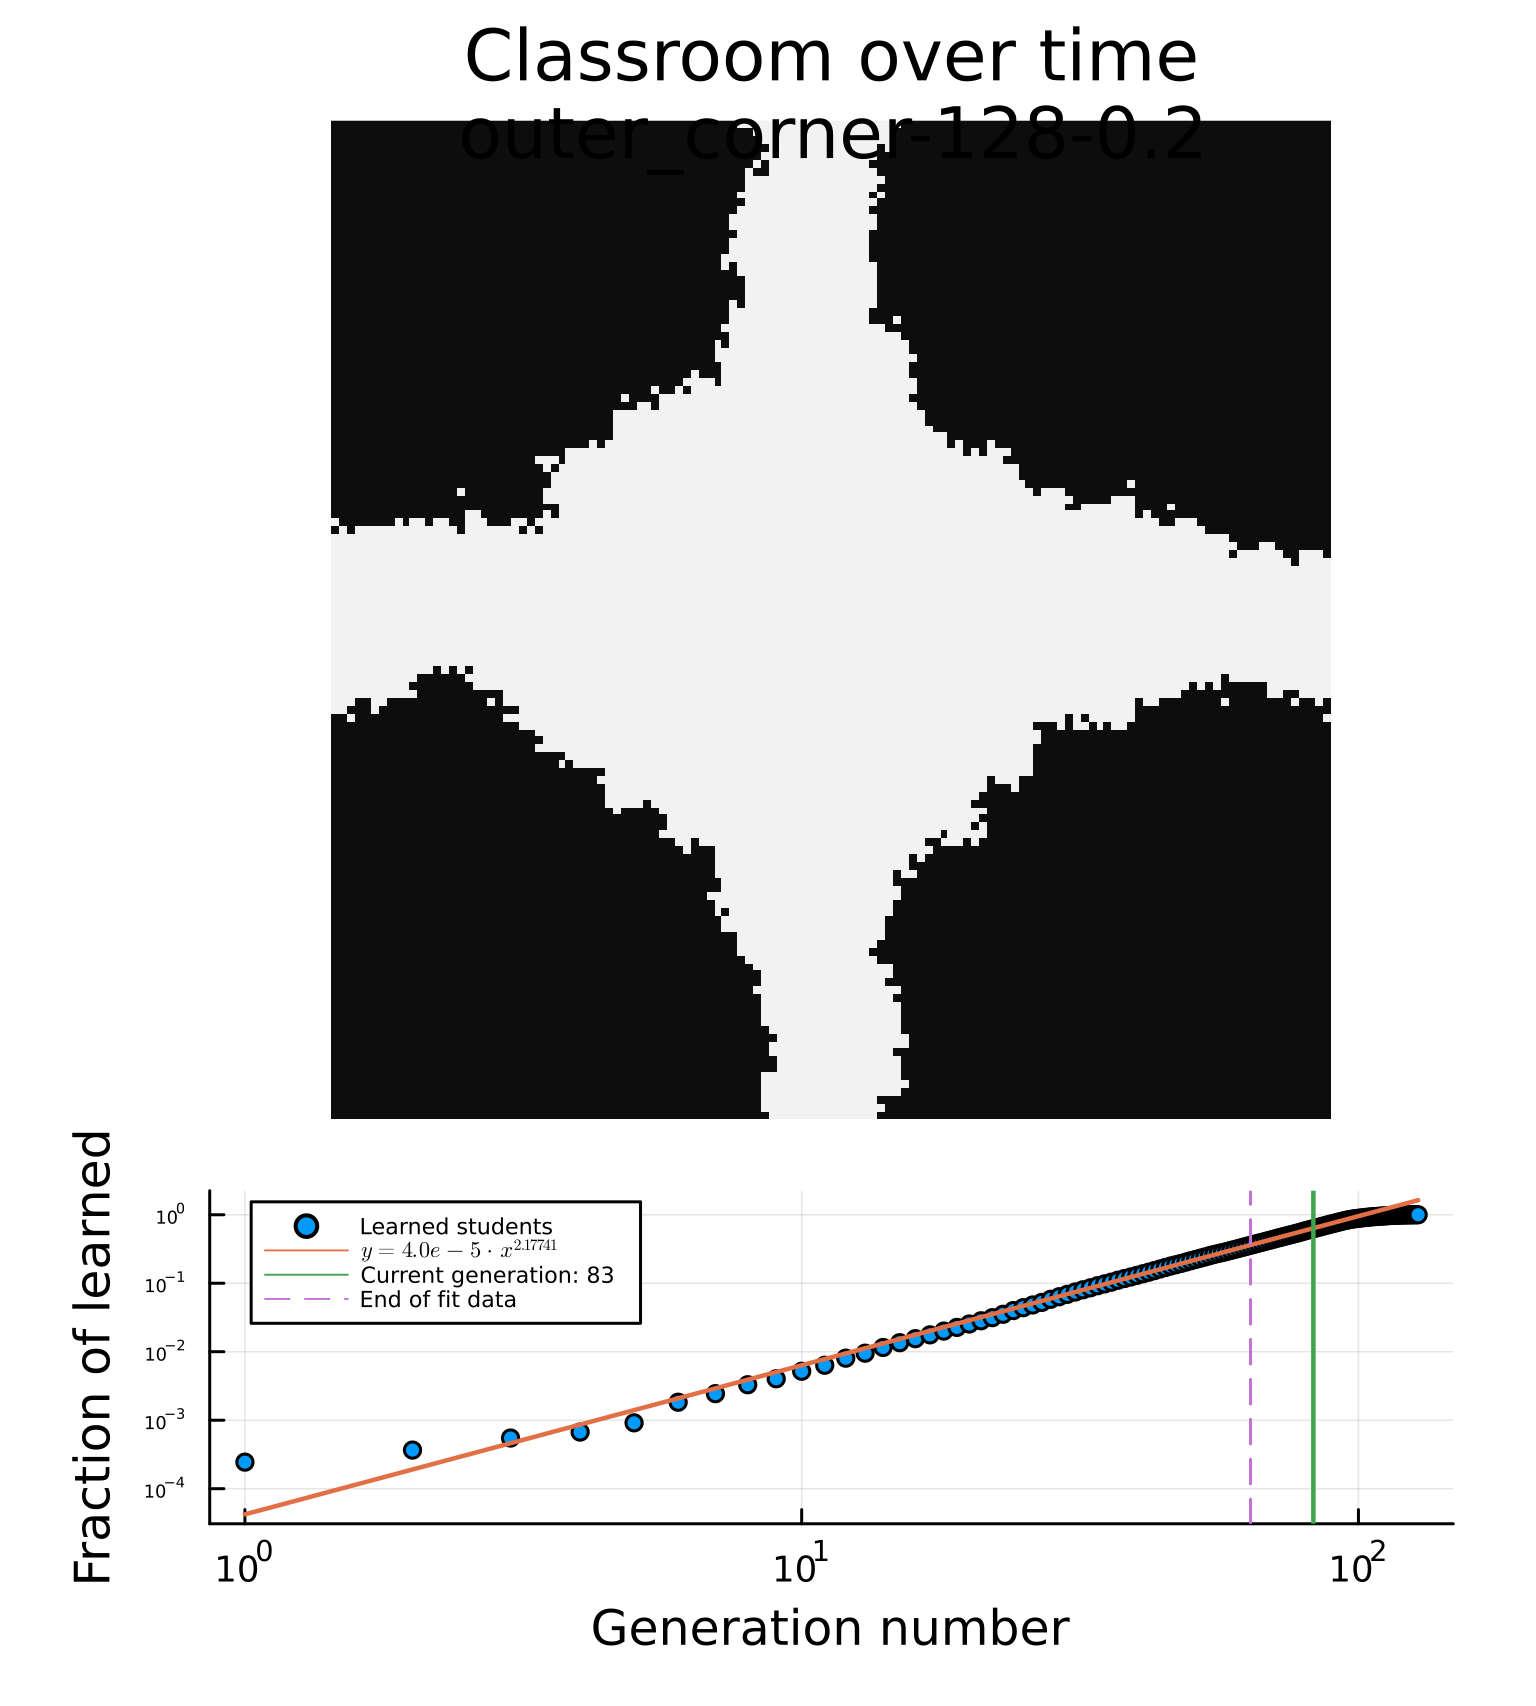 Classroom over time
outer_corner-128-0.2
Fraction of learned
10^0
10^-1
10^-2
10^-3
10^-4
Learned students
y = 4.0e − 5 · x^2.17741
Current generation: 83
End of fit data
10^0 10^1 10^2
Generation number